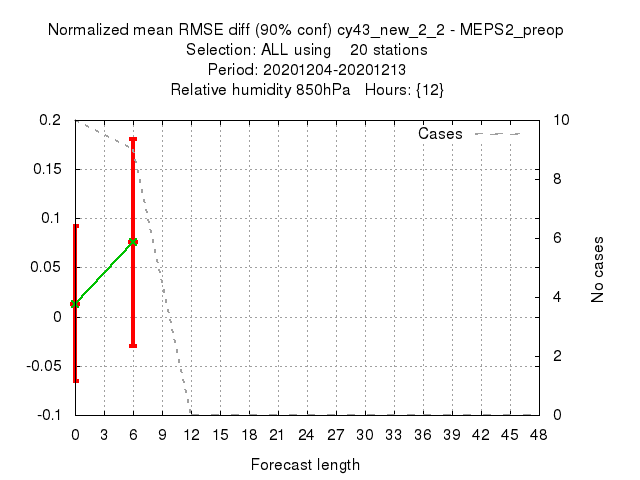 Normalized mean RMSE diff (90% conf) cy43_new_2_2 - MEPS2_preop
Selection: ALL using 20 stations
Period: 20201204-20201213
Relative humidity 850hPa Hours: {12}
Cases
0.2
0.15
0.1
0.05
0
-0.05
-0.1
10
8
6
4
2
0
No cases
0 3 6 9 12 15 18 21 24 27 30 33 36 39 42 45 48
Forecast length